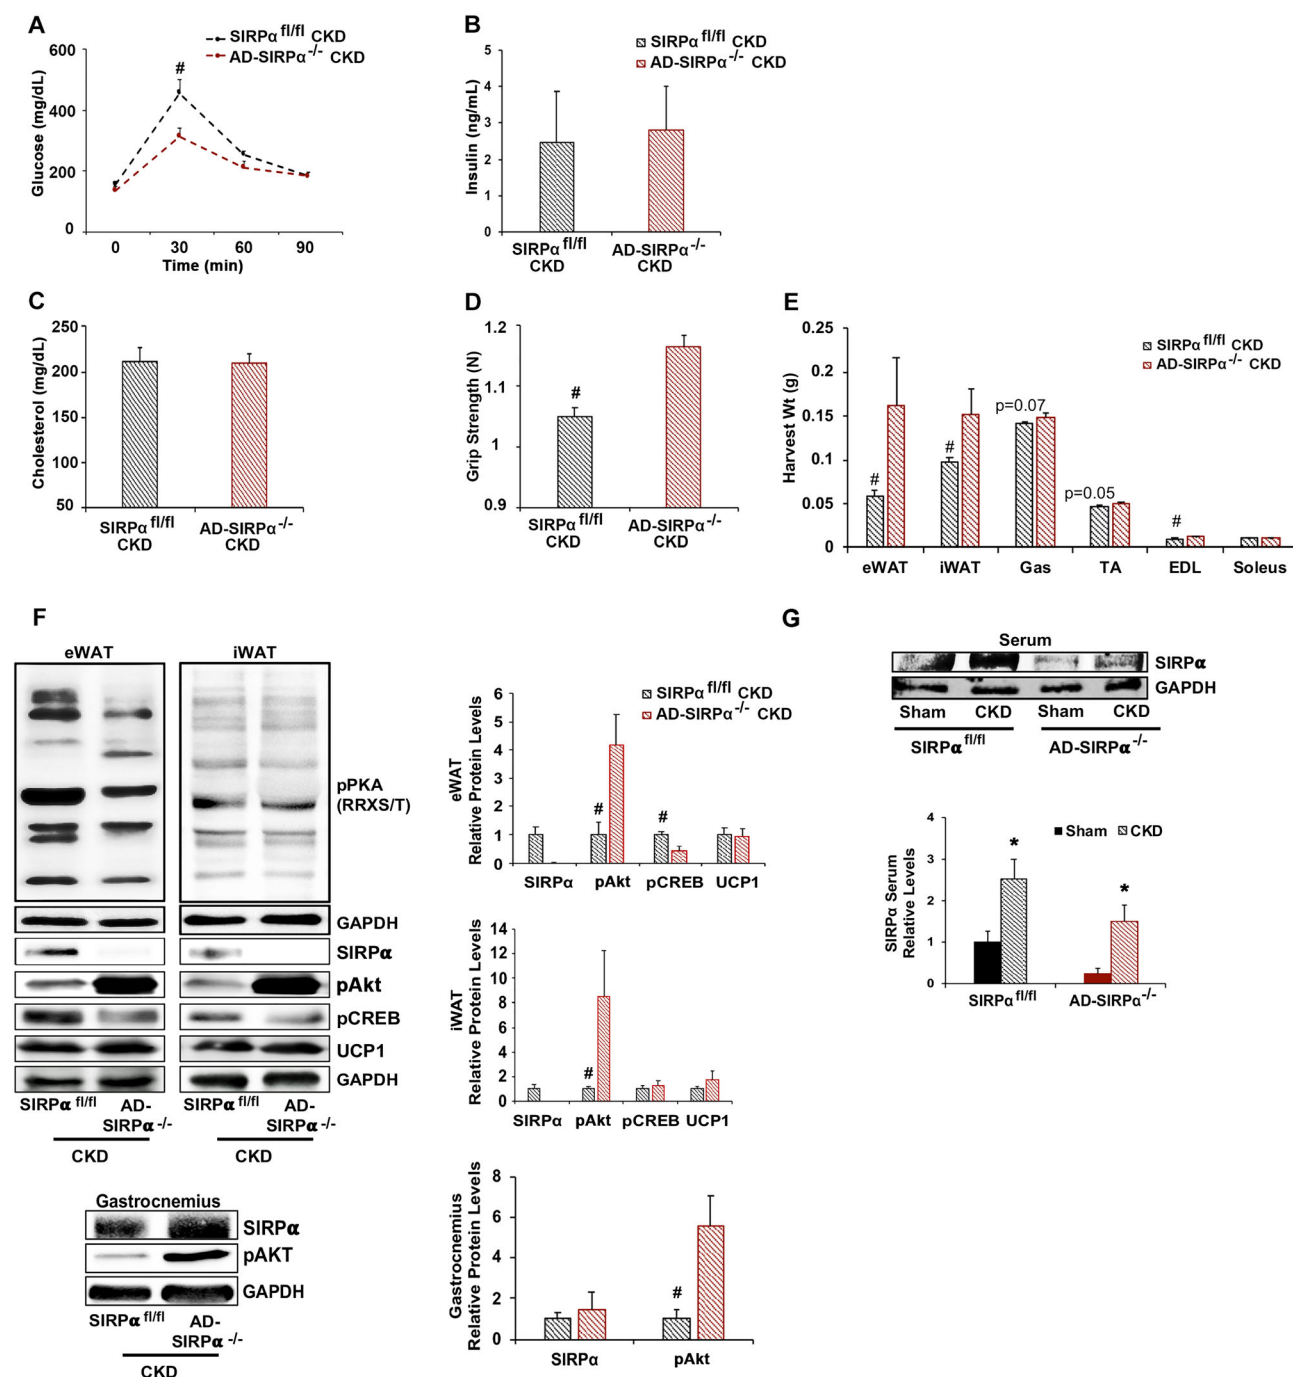 A
SIRPα fl/fl CKD
AD-SIRPα -/- CKD
Glucose (mg/dL)
600
400
200
0
#
0 30 60 90
Time (min)
B
SIRPα fl/fl CKD
AD-SIRPα -/- CKD
Insulin (ng/mL)
5
4
3
2
1
0
SIRPα fl/fl AD-SIRPα -/-
CKD CKD
C
Cholesterol (mg/dL)
250
200
150
100
50
SIRPα fl/fl AD-SIRPα -/-
CKD CKD
D
Grip Strength (N)
1.2
1.1
1
0.9
#
SIRPα fl/fl AD-SIRPα -/-
CKD CKD
E
SIRPα fl/fl CKD
AD-SIRPα -/- CKD
Harvest Wt (g)
0.25
0.2
0.15
0.1
0.05
0
# # p=0.07 p=0.05 #
eWAT iWAT Gas TA EDL Soleus
F
eWAT iWAT
pPKA
(RRXS/T)
GAPDH
SIRPα
pAkt
pCREB
UCP1
GAPDH
SIRPα fl/fl AD- SIRPα fl/fl AD-
SIRPα -/- SIRPα -/-
CKD CKD
Gastrocnemius
SIRPα
pAKT
GAPDH
SIRPα fl/fl AD-
SIRPα -/-
CKD
SIRPα fl/fl CKD
AD-SIRPα -/- CKD
eWAT
Relative Protein Levels
6
5
4
3
2
1
0
# #
SIRPα pAkt pCREB UCP1
iWAT
Relative Protein Levels
14
12
10
8
6
4
2
0
#
SIRPα pAkt pCREB UCP1
Gastrocnemius
Relative Protein Levels
8
6
4
2
0
#
SIRPα pAkt
G
Serum
SIRPα
GAPDH
Sham CKD Sham CKD
SIRPα fl/fl AD-SIRPα -/-
Sham CKD
SIRPα Serum
Relative Levels
4
3
2
1
0
* *
SIRPα fl/fl AD-SIRPα -/-